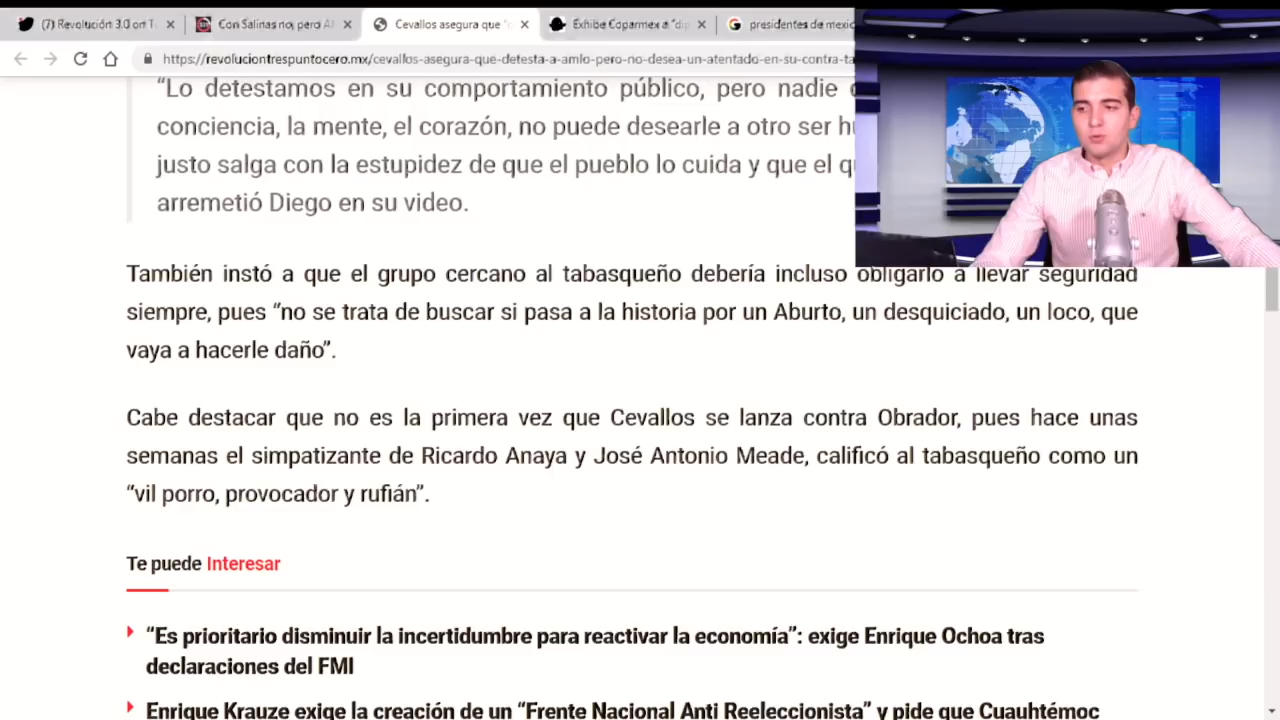 (7) Revolución 3.0 on T
Con Salinas no, pero A
Cevallos asegura que "
Exhibe Coparmex a "di
presidentes de mexic
https://revoluciontrespuntocero.mx/cevallos-asegura-que-detesta-a-amlo-pero-no-desea-un-atentado-en-su-contra-ta
“Lo detestamos en su comportamiento público, pero nadie
conciencia, la mente, el corazón, no puede desearle a otro ser
justo salga con la estupidez de que el pueblo lo cuida y que el
arremetió Diego en su video.
También instó a que el grupo cercano al tabasqueño debería incluso obligarlo a llevar seguridad
siempre, pues “no se trata de buscar si pasa a la historia por un Aburto, un desquiciado, un loco, que
vaya a hacerle daño”.
Cabe destacar que no es la primera vez que Cevallos se lanza contra Obrador, pues hace unas
semanas el simpatizante de Ricardo Anaya y José Antonio Meade, calificó al tabasqueño como un
“vil porro, provocador y rufián”.
Te puede Interesar
“Es prioritario disminuir la incertidumbre para reactivar la economía”: exige Enrique Ochoa tras
declaraciones del FMI
Enrique Krauze exige la creación de un “Frente Nacional Anti Reeleccionista” y pide que Cuauhtémoc